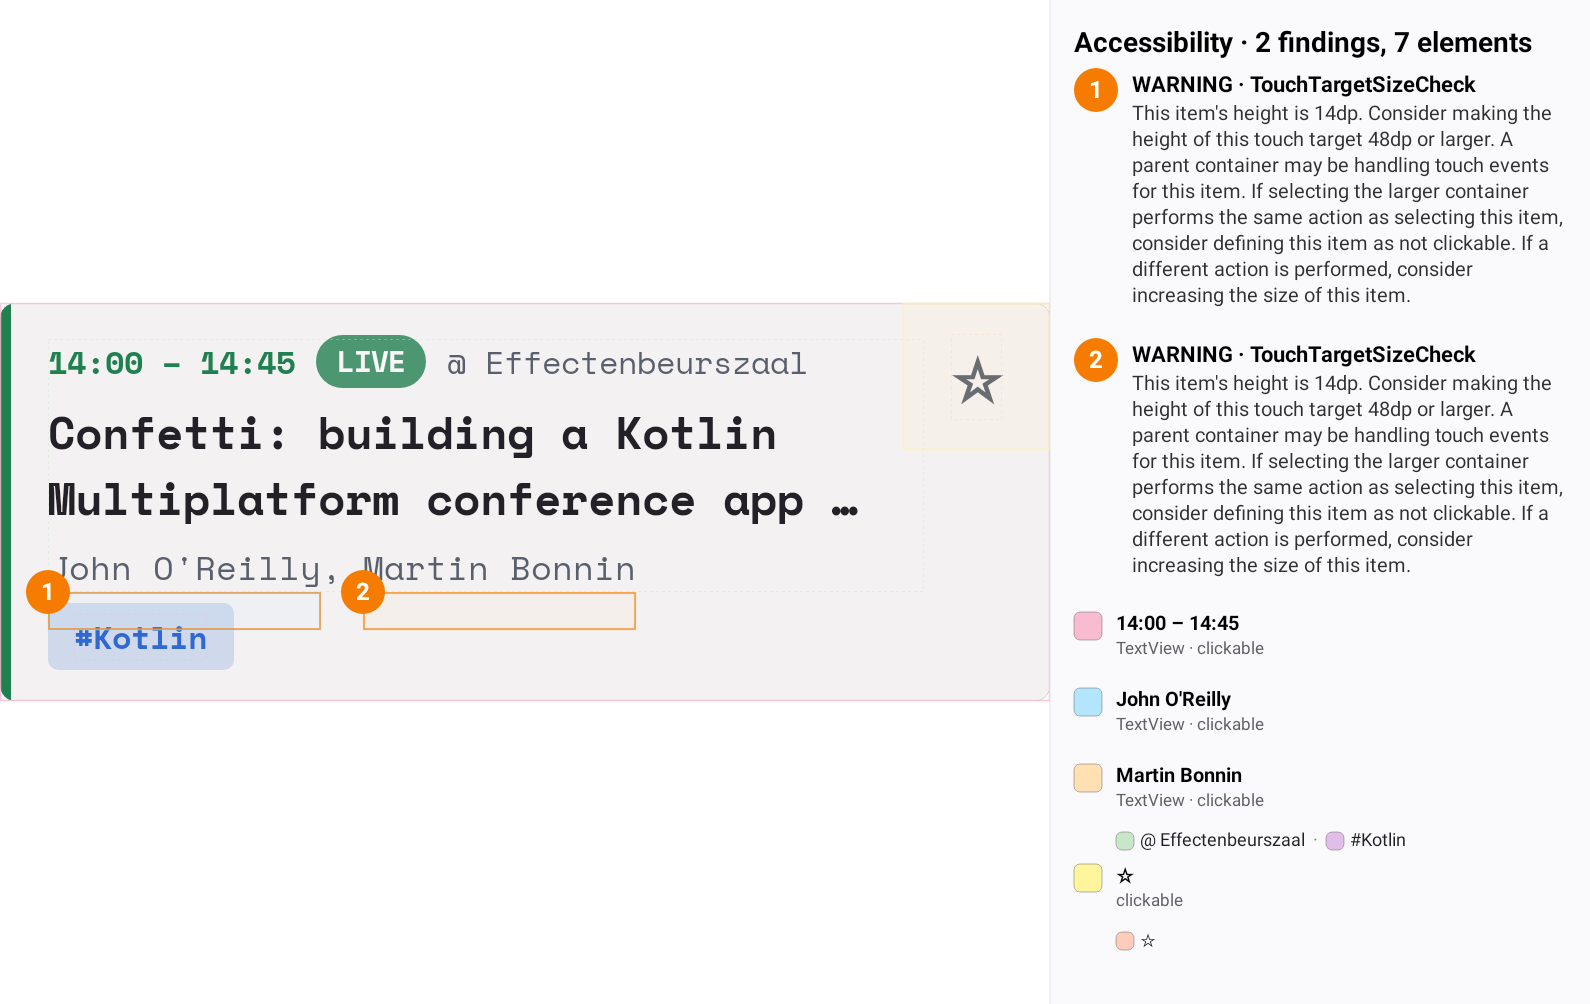 14:00 – 14:45 LIVE @ Effectenbeurszaal
Confetti: building a Kotlin
Multiplatform conference app …
John O'Reilly, Martin Bonnin
1
2
#Kotlin
☆
Accessibility · 2 findings, 7 elements
1
WARNING · TouchTargetSizeCheck
This item's height is 14dp. Consider making the
height of this touch target 48dp or larger. A
parent container may be handling touch events
for this item. If selecting the larger container
performs the same action as selecting this item,
consider defining this item as not clickable. If a
different action is performed, consider
increasing the size of this item.
2
WARNING · TouchTargetSizeCheck
This item's height is 14dp. Consider making the
height of this touch target 48dp or larger. A
parent container may be handling touch events
for this item. If selecting the larger container
performs the same action as selecting this item,
consider defining this item as not clickable. If a
different action is performed, consider
increasing the size of this item.
14:00 – 14:45
TextView · clickable
John O'Reilly
TextView · clickable
Martin Bonnin
TextView · clickable
@ Effectenbeurszaal · #Kotlin
☆
clickable
☆